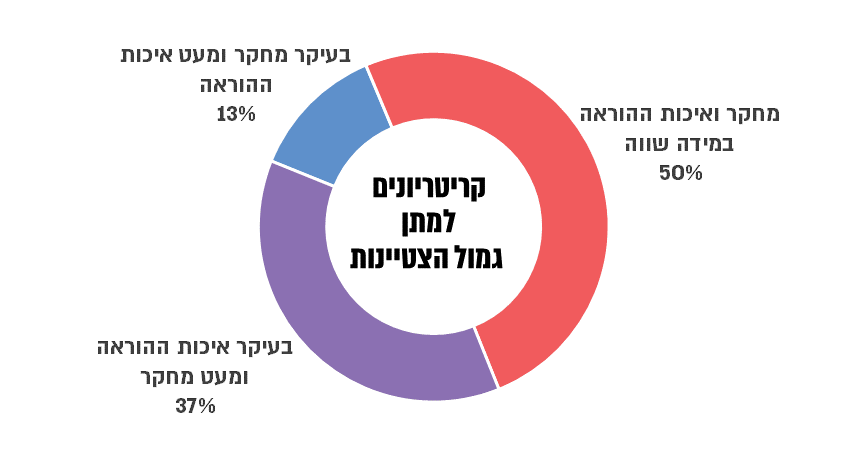 בעיקר מחקר ומעט איכות
ההוראה
13%
מחקר ואיכות ההוראה
במידה שווה
50%
קריטריונים
למתן
גמול הצטיינות
בעיקר איכות ההוראה
ומעט מחקר
37%